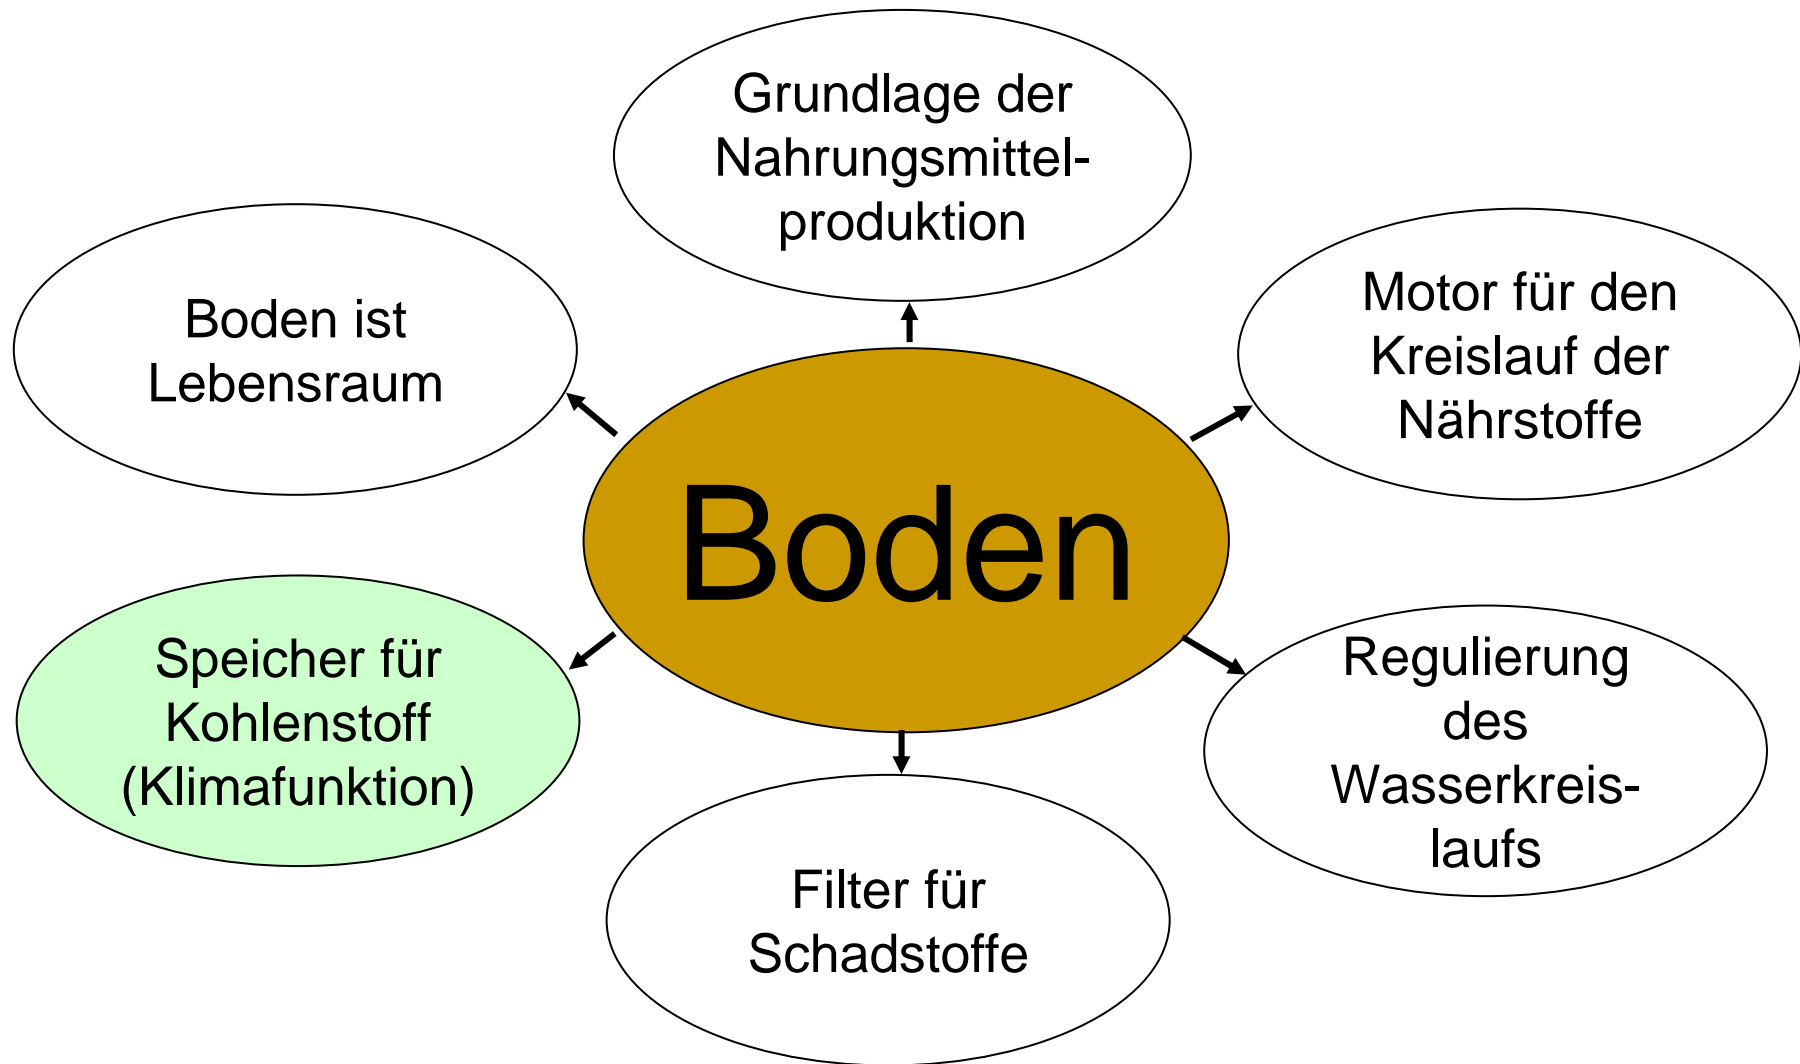 Grundlage der
Nahrungsmittel-
produktion
Boden ist
Lebensraum
Motor für den
Kreislauf der
Nährstoffe
Boden
Speicher für
Kohlenstoff
(Klimafunktion)
Regulierung
des
Wasserkreis-
laufs
Filter für
Schadstoffe